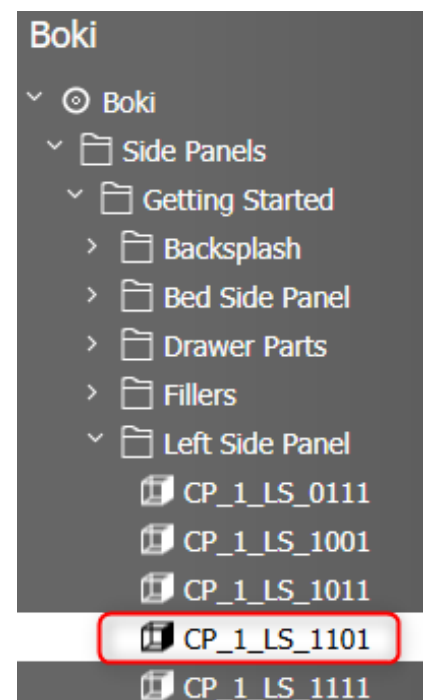 Boki
Boki
Side Panels
Getting Started
Backsplash
Bed Side Panel
Drawer Parts
Fillers
Left Side Panel
CP_1_LS_0111
CP_1_LS_1001
CP_1_LS_1011
CP_1_LS_1101
CP_1_LS_1111